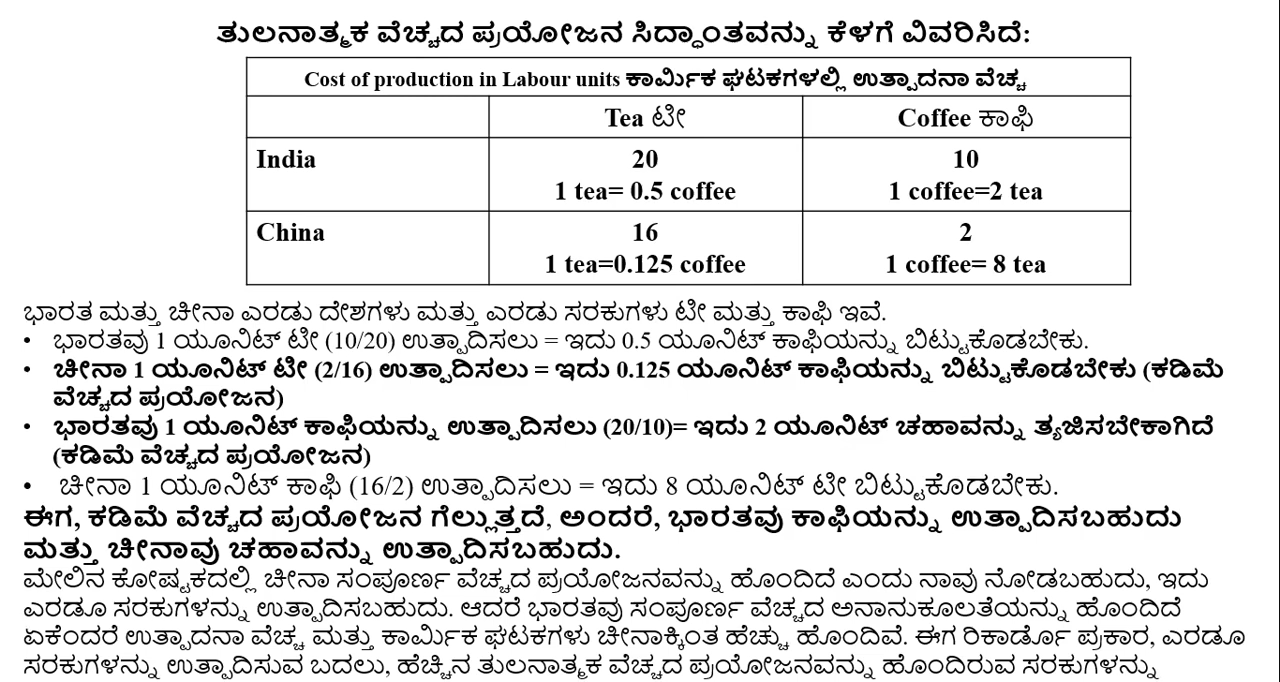 ತುಲನಾತ್ಮಕ ವೆಚ್ಚದ ಪ್ರಯೋಜನ ಸಿದ್ಧಾಂತವನ್ನು ಕೆಳಗೆ ವಿವರಿಸಿದೆ:
Cost of production in Labour units ಕಾರ್ಮಿಕ ಘಟಕಗಳಲ್ಲಿ ಉತ್ಪಾದನಾ ವೆಚ್ಚ
Tea ಟೀ Coffee ಕಾಫಿ
India 20 10
1 tea= 0.5 coffee 1 coffee=2 tea
China 16 2
1 tea=0.125 coffee 1 coffee= 8 tea
ಭಾರತ ಮತ್ತು ಚೀನಾ ಎರಡು ದೇಶಗಳು ಮತ್ತು ಎರಡು ಸರಕುಗಳು ಟೀ ಮತ್ತು ಕಾಫಿ ಇವೆ.
• ಭಾರತವು 1 ಯೂನಿಟ್ ಟೀ (10/20) ಉತ್ಪಾದಿಸಲು = ಇದು 0.5 ಯೂನಿಟ್ ಕಾಫಿಯನ್ನು ಬಿಟ್ಟುಕೊಡಬೇಕು.
• ಚೀನಾ 1 ಯೂನಿಟ್ ಟೀ (2/16) ಉತ್ಪಾದಿಸಲು = ಇದು 0.125 ಯೂನಿಟ್ ಕಾಫಿಯನ್ನು ಬಿಟ್ಟುಕೊಡಬೇಕು (ಕಡಿಮೆ
ವೆಚ್ಚದ ಪ್ರಯೋಜನ)
• ಭಾರತವು 1 ಯೂನಿಟ್ ಕಾಫಿಯನ್ನು ಉತ್ಪಾದಿಸಲು (20/10)= ಇದು 2 ಯೂನಿಟ್ ಚಹಾವನ್ನು ತ್ಯಜಿಸಬೇಕಾಗಿದೆ
(ಕಡಿಮೆ ವೆಚ್ಚದ ಪ್ರಯೋಜನ)
• ಚೀನಾ 1 ಯೂನಿಟ್ ಕಾಫಿ (16/2) ಉತ್ಪಾದಿಸಲು = ಇದು 8 ಯೂನಿಟ್ ಟೀ ಬಿಟ್ಟುಕೊಡಬೇಕು.
ಈಗ, ಕಡಿಮೆ ವೆಚ್ಚದ ಪ್ರಯೋಜನ ಗೆಲ್ಲುತ್ತದೆ, ಅಂದರೆ, ಭಾರತವು ಕಾಫಿಯನ್ನು ಉತ್ಪಾದಿಸಬಹುದು
ಮತ್ತು ಚೀನಾವು ಚಹಾವನ್ನು ಉತ್ಪಾದಿಸಬಹುದು.
ಮೇಲಿನ ಕೋಷ್ಟಕದಲ್ಲಿ ಚೀನಾ ಸಂಪೂರ್ಣ ವೆಚ್ಚದ ಪ್ರಯೋಜನವನ್ನು ಹೊಂದಿದೆ ಎಂದು ನಾವು ನೋಡಬಹುದು, ಇದು
ಎರಡೂ ಸರಕುಗಳನ್ನು ಉತ್ಪಾದಿಸಬಹುದು. ಆದರೆ ಭಾರತವು ಸಂಪೂರ್ಣ ವೆಚ್ಚದ ಅನಾನುಕೂಲತೆಯನ್ನು ಹೊಂದಿದೆ
ಏಕೆಂದರೆ ಉತ್ಪಾದನಾ ವೆಚ್ಚ ಮತ್ತು ಕಾರ್ಮಿಕ ಘಟಕಗಳು ಚೀನಾಕ್ಕಿಂತ ಹೆಚ್ಚು ಹೊಂದಿವೆ. ಈಗ ರಿಕಾರ್ಡೊ ಪ್ರಕಾರ, ಎರಡೂ
ಸರಕುಗಳನ್ನು ಉತ್ಪಾದಿಸುವ ಬದಲು, ಹೆಚ್ಚಿನ ತುಲನಾತ್ಮಕ ವೆಚ್ಚದ ಪ್ರಯೋಜನವನ್ನು ಹೊಂದಿರುವ ಸರಕುಗಳನ್ನು